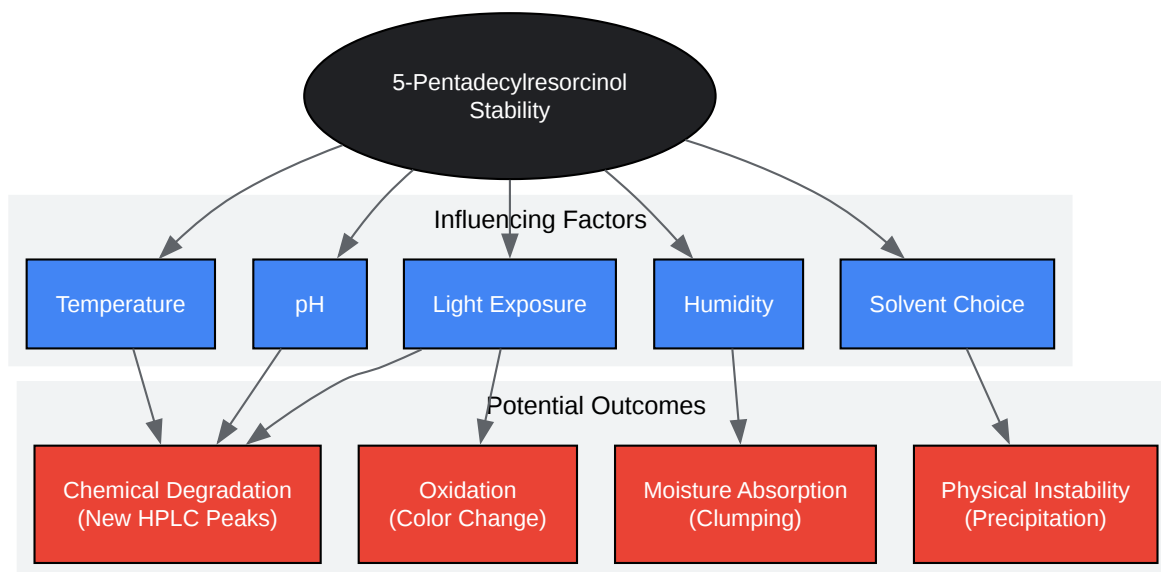 5-Pentadecylresorcinol
Stability
Influencing Factors
Temperature
pH
Light Exposure
Humidity
Solvent Choice
Potential Outcomes
Chemical Degradation
(New HPLC Peaks)
Oxidation
(Color Change)
Moisture Absorption
(Clumping)
Physical Instability
(Precipitation)